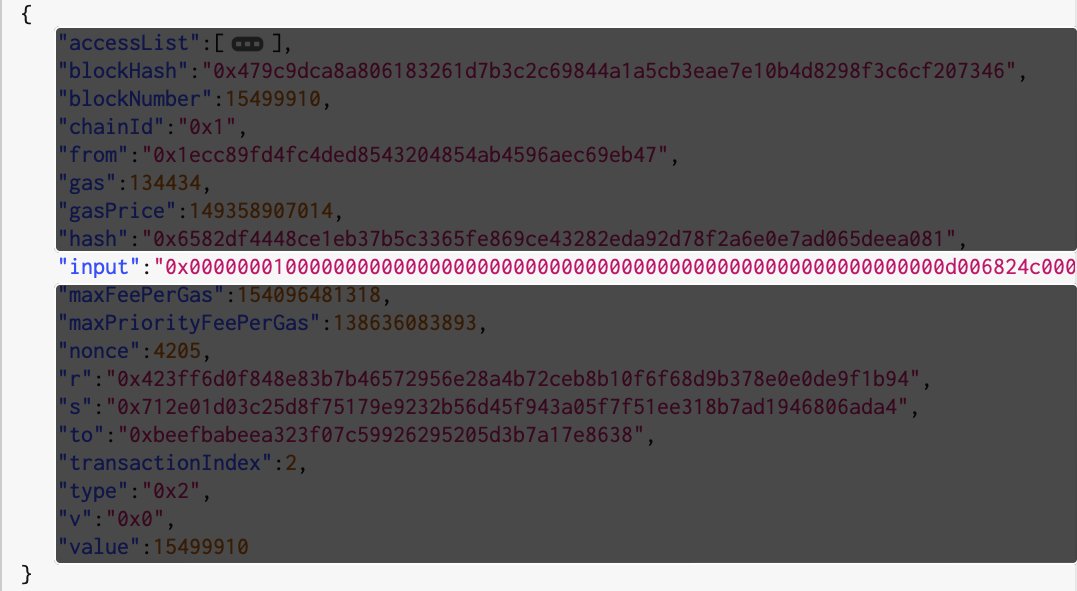 {
"accessList":[ ... ],
"blockHash":"0x479c9dca8a806183261d7b3c2c69844a1a5cb3eae7e10b4d8298f3c6cf207346",
"blockNumber":15499910,
"chainId":"0x1",
"from":"0x1ecc89fd4fc4ded8543204854ab4596aec69eb47",
"gas":134434,
"gasPrice":149358907014,
"hash":"0x6582df4448ce1eb37b5c3365fe869ce43282eda92d78f2a6e0e7ad065deea081",
"input":"0x00000001000000000000000000000000000000000000000000000000000000d006824c000
"maxFeePerGas":154096481318,
"maxPriorityFeePerGas":138636083893,
"nonce":4205,
"r":"0x423ff6d0f848e83b7b46572956e28a4b72ceb8b10f6f68d9b378e0e0de9f1b94",
"s":"0x712e01d03c25d8f75179e9232b56d45f943a05f7f51ee318b7ad1946806ada4",
"to":"0xbeefbabeea323f07c59926295205d3b7a17e8638",
"transactionIndex":2,
"type":"0x2",
"v":"0x0",
"value":15499910
}